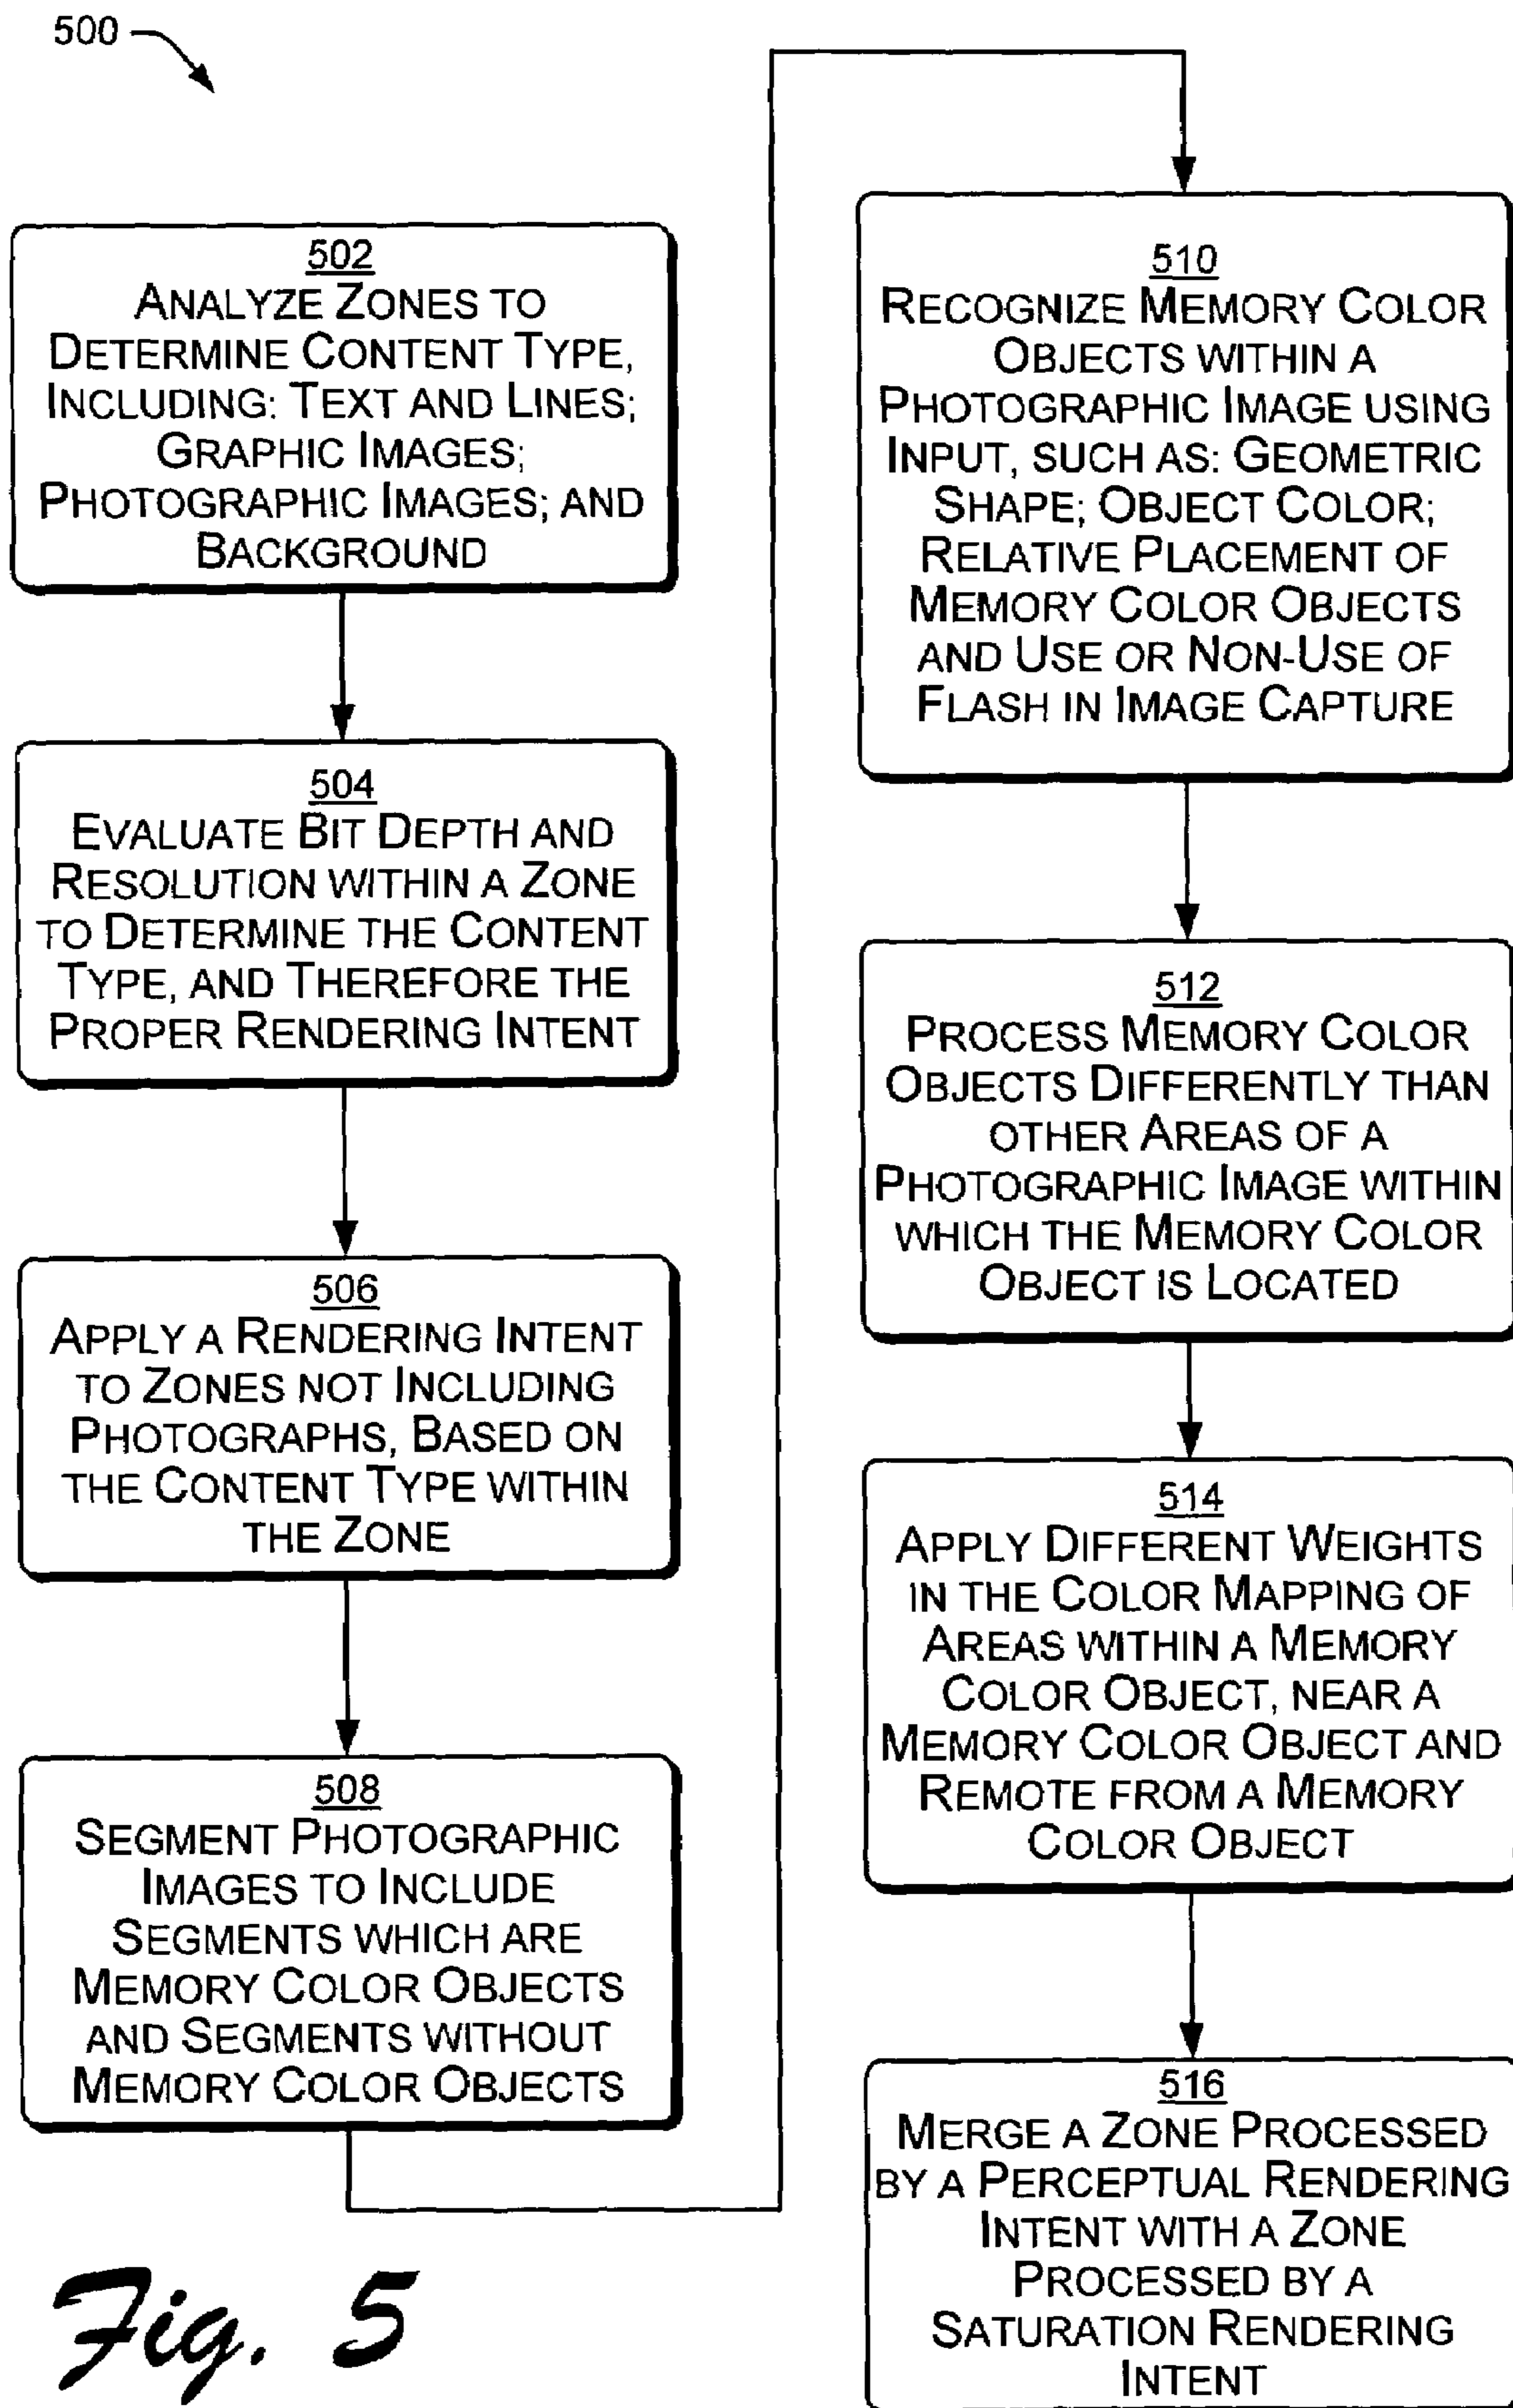 500
502
ANALYZE ZONES TO
DETERMINE CONTENT TYPE,
INCLUDING: TEXT AND LINES;
GRAPHIC IMAGES;
PHOTOGRAPHIC IMAGES; AND
BACKGROUND
504
EVALUATE BIT DEPTH AND
RESOLUTION WITHIN A ZONE
TO DETERMINE THE CONTENT
TYPE, AND THEREFORE THE
PROPER RENDERING INTENT
506
APPLY A RENDERING INTENT
TO ZONES NOT INCLUDING
PHOTOGRAPHS, BASED ON
THE CONTENT TYPE WITHIN
THE ZONE
508
SEGMENT PHOTOGRAPHIC
IMAGES TO INCLUDE
SEGMENTS WHICH ARE
MEMORY COLOR OBJECTS
AND SEGMENTS WITHOUT
MEMORY COLOR OBJECTS
510
RECOGNIZE MEMORY COLOR
OBJECTS WITHIN A
PHOTOGRAPHIC IMAGE USING
INPUT, SUCH AS: GEOMETRIC
SHAPE; OBJECT COLOR;
RELATIVE PLACEMENT OF
MEMORY COLOR OBJECTS
AND USE OR NON-USE OF
FLASH IN IMAGE CAPTURE
512
PROCESS MEMORY COLOR
OBJECTS DIFFERENTLY THAN
OTHER AREAS OF A
PHOTOGRAPHIC IMAGE WITHIN
WHICH THE MEMORY COLOR
OBJECT IS LOCATED
514
APPLY DIFFERENT WEIGHTS
IN THE COLOR MAPPING OF
AREAS WITHIN A MEMORY
COLOR OBJECT, NEAR A
MEMORY COLOR OBJECT AND
REMOTE FROM A MEMORY
COLOR OBJECT
516
MERGE A ZONE PROCESSED
BY A PERCEPTUAL RENDERING
INTENT WITH A ZONE
PROCESSED BY A
SATURATION RENDERING
INTENT
Fig. 5